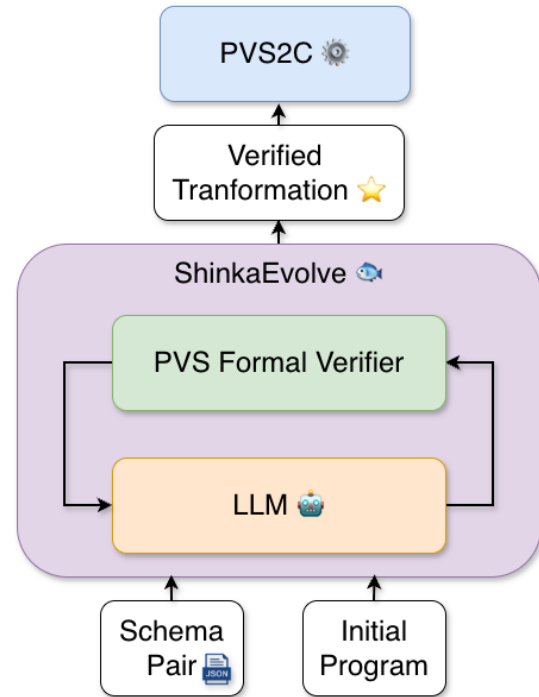 PVS2C
Verified
Tranformation
ShinkaEvolve
PVS Formal Verifier
LLM
Schema
Pair
JSON
Initial
Program